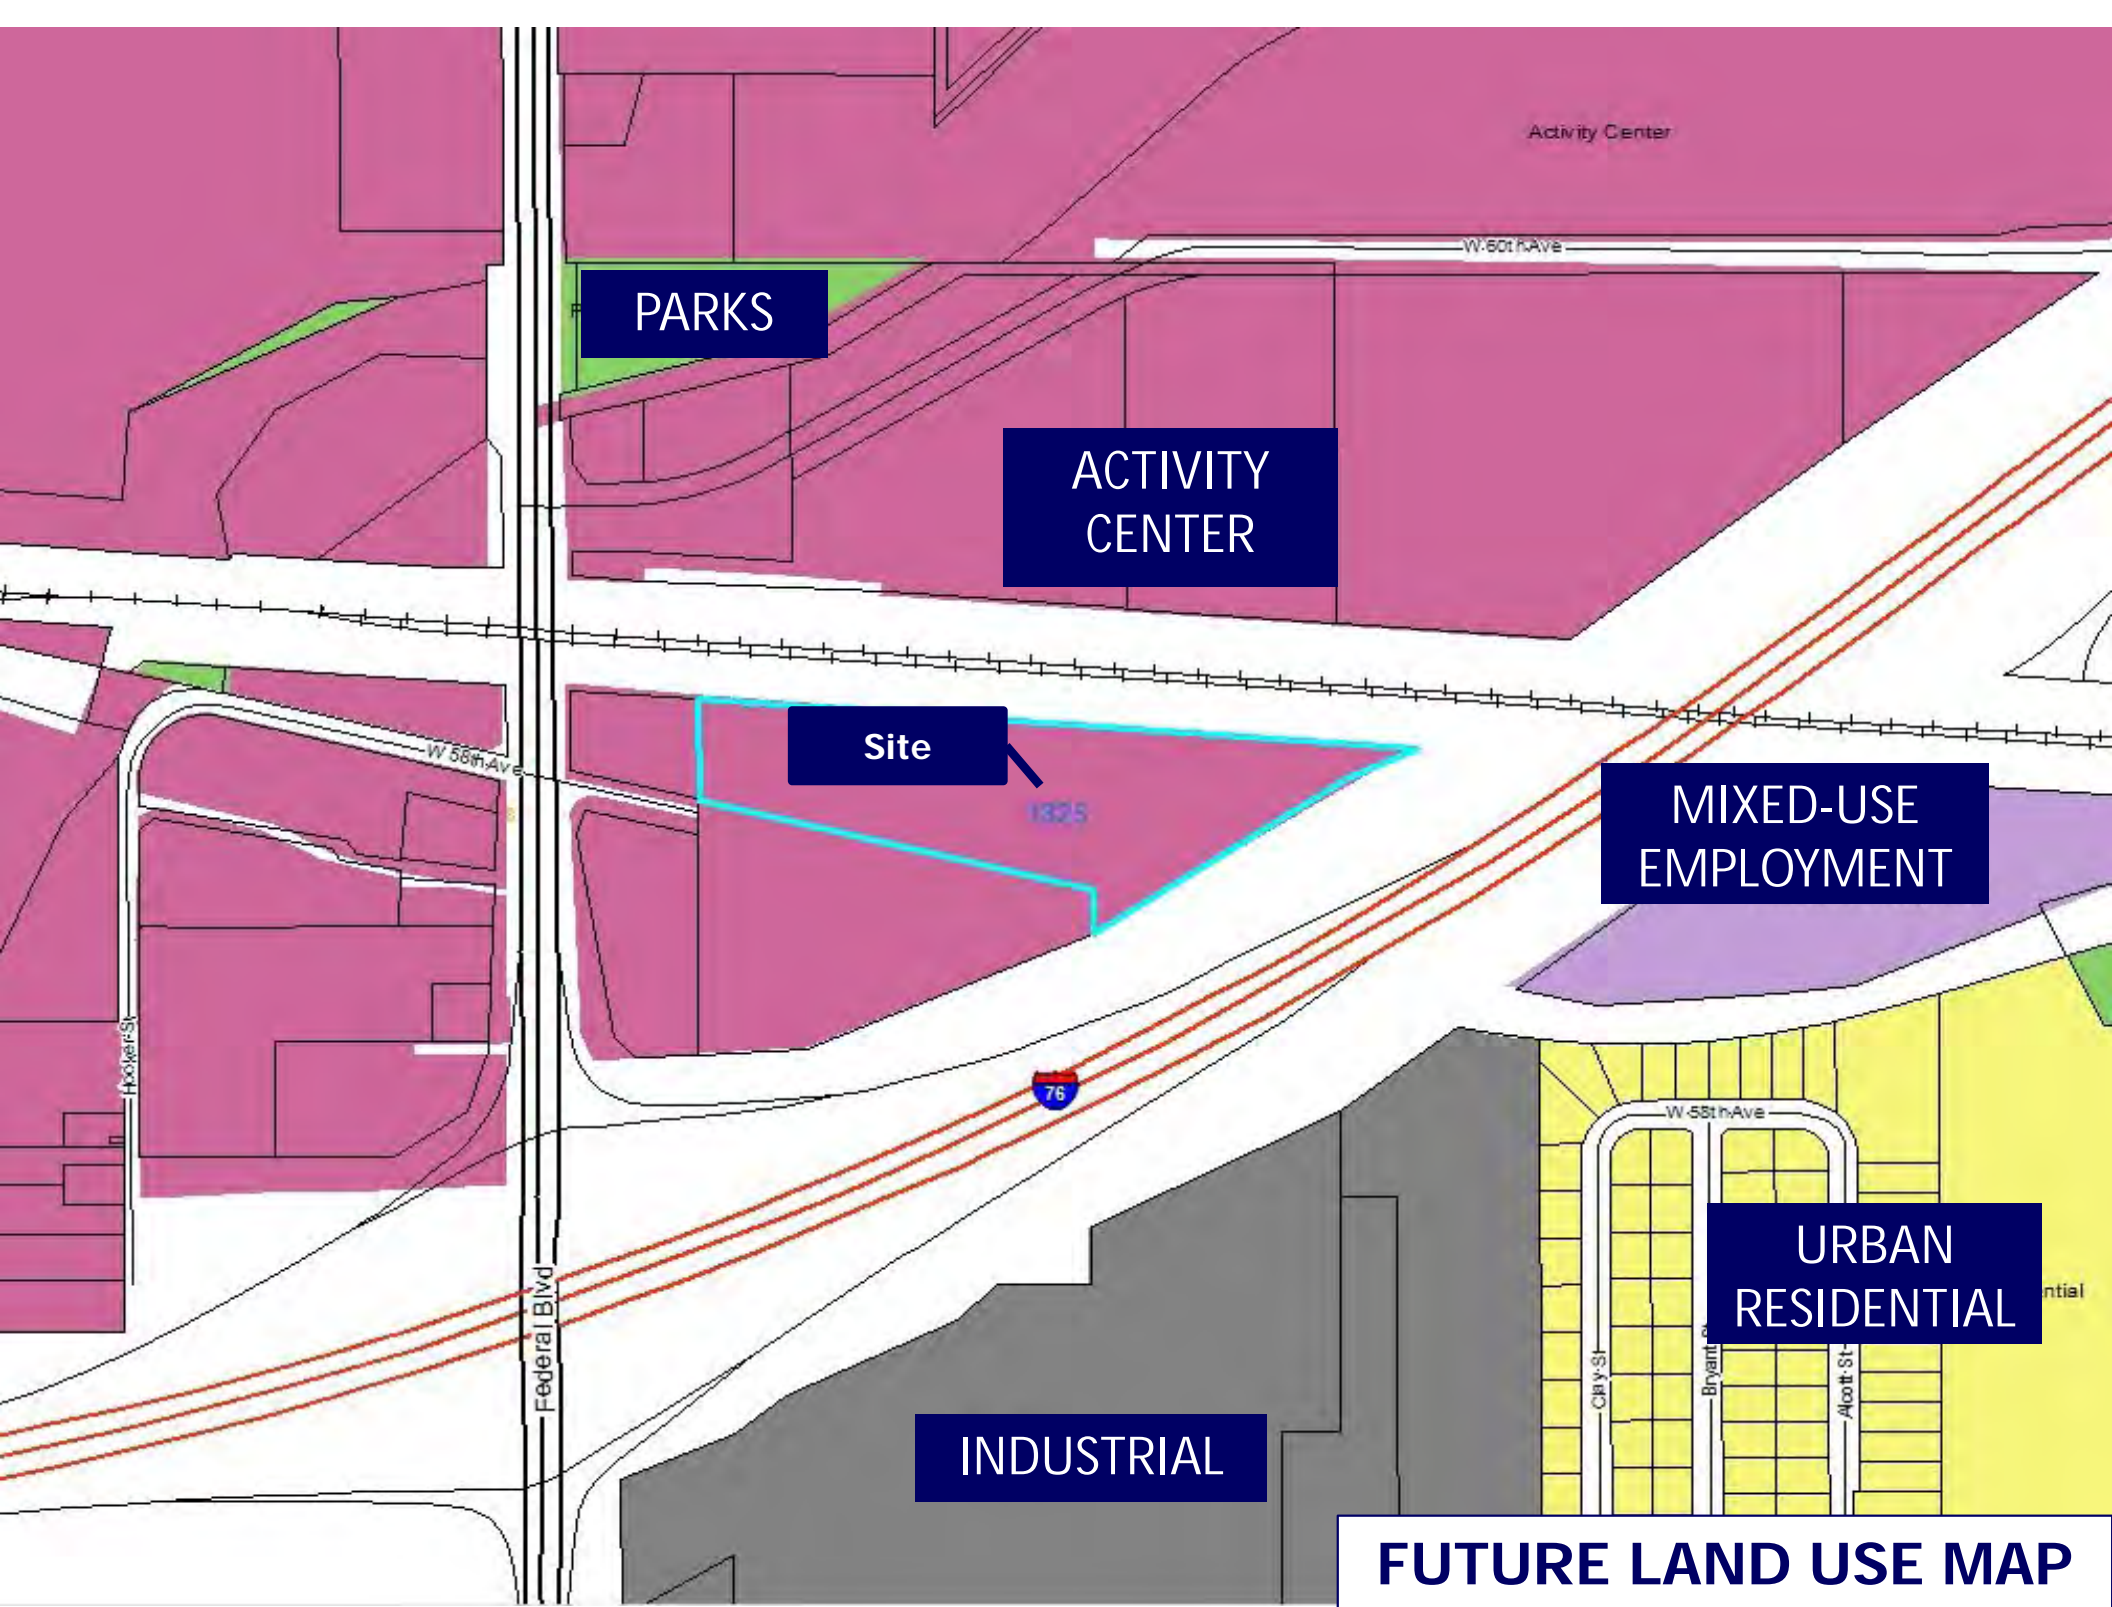 Activity Center
W 60th Ave
PARKS
ACTIVITY
CENTER
Site
W 58th Ave
1325
MIXED-USE
EMPLOYMENT
Hooker St
76
W 58th Ave
URBAN
RESIDENTIAL
ntial
Federal Blvd
Clay St
Bryant
Alcott St
INDUSTRIAL
FUTURE LAND USE MAP